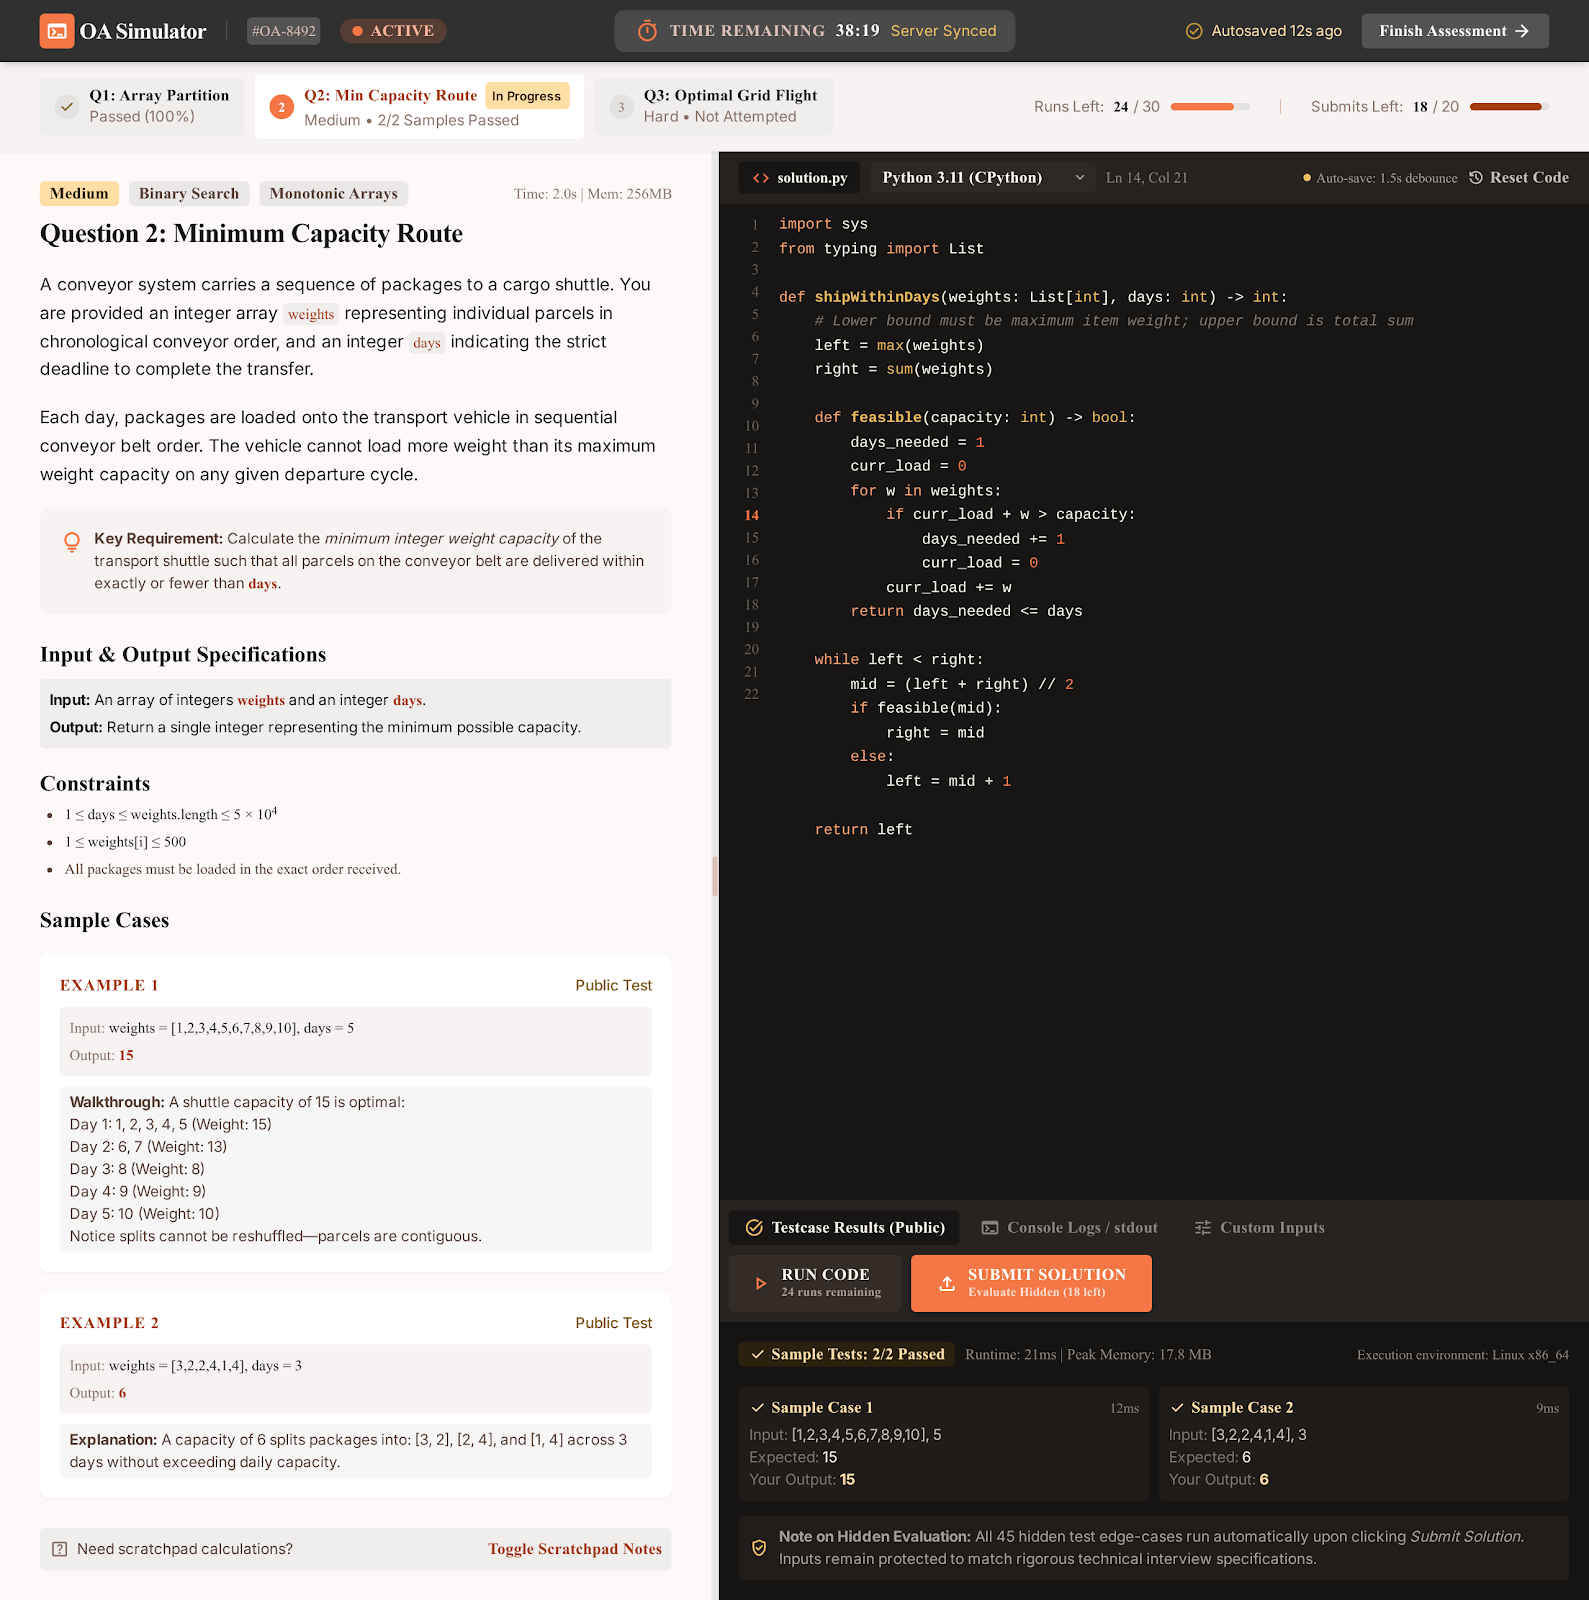 OA Simulator
#OA-8492
ACTIVE
TIME REMAINING 38:19 Server Synced
Autosaved 12s ago
Finish Assessment
Q1: Array Partition
Passed (100%)
2
Q2: Min Capacity Route
In Progress
Medium • 2/2 Samples Passed
3
Q3: Optimal Grid Flight
Hard • Not Attempted
Runs Left: 24 / 30
Submits Left: 18 / 20
Medium
Binary Search
Monotonic Arrays
Time: 2.0s | Mem: 256MB
Question 2: Minimum Capacity Route
A conveyor system carries a sequence of packages to a cargo shuttle. You
are provided an integer array weights representing individual parcels in
chronological conveyor order, and an integer days indicating the strict
deadline to complete the transfer.
Each day, packages are loaded onto the transport vehicle in sequential
conveyor belt order. The vehicle cannot load more weight than its maximum
weight capacity on any given departure cycle.
Key Requirement: Calculate the minimum integer weight capacity of the
transport shuttle such that all parcels on the conveyor belt are delivered within
exactly or fewer than days.
Input & Output Specifications
Input: An array of integers weights and an integer days.
Output: Return a single integer representing the minimum possible capacity.
Constraints
• 1 ≤ days ≤ weights.length ≤ 5 × 10⁴
• 1 ≤ weights[i] ≤ 500
• All packages must be loaded in the exact order received.
Sample Cases
EXAMPLE 1
Public Test
Input: weights = [1,2,3,4,5,6,7,8,9,10], days = 5
Output: 15
Walkthrough: A shuttle capacity of 15 is optimal:
Day 1: 1, 2, 3, 4, 5 (Weight: 15)
Day 2: 6, 7 (Weight: 13)
Day 3: 8 (Weight: 8)
Day 4: 9 (Weight: 9)
Day 5: 10 (Weight: 10)
Notice splits cannot be reshuffled—parcels are contiguous.
EXAMPLE 2
Public Test
Input: weights = [3,2,2,4,1,4], days = 3
Output: 6
Explanation: A capacity of 6 splits packages into: [3, 2], [2, 4], and [1, 4] across 3
days without exceeding daily capacity.
Need scratchpad calculations?
Toggle Scratchpad Notes
solution.py
Python 3.11 (CPython)
Ln 14, Col 21
Auto-save: 1.5s debounce
Reset Code
1
2
3
4
5
6
7
8
9
10
11
12
13
14
15
16
17
18
19
20
21
22
import sys
from typing import List
def shipWithinDays(weights: List[int], days: int) -> int:
# Lower bound must be maximum item weight; upper bound is total sum
left = max(weights)
right = sum(weights)
def feasible(capacity: int) -> bool:
days_needed = 1
curr_load = 0
for w in weights:
if curr_load + w > capacity:
days_needed += 1
curr_load = 0
curr_load += w
return days_needed <= days
while left < right:
mid = (left + right) // 2
if feasible(mid):
right = mid
else:
left = mid + 1
return left
Testcase Results (Public)
Console Logs / stdout
Custom Inputs
RUN CODE
24 runs remaining
SUBMIT SOLUTION
Evaluate Hidden (18 left)
Sample Tests: 2/2 Passed
Runtime: 21ms | Peak Memory: 17.8 MB
Execution environment: Linux x86_64
Sample Case 1
12ms
Input: [1,2,3,4,5,6,7,8,9,10], 5
Expected: 15
Your Output: 15
Sample Case 2
9ms
Input: [3,2,2,4,1,4], 3
Expected: 6
Your Output: 6
Note on Hidden Evaluation: All 45 hidden test edge-cases run automatically upon clicking Submit Solution.
Inputs remain protected to match rigorous technical interview specifications.